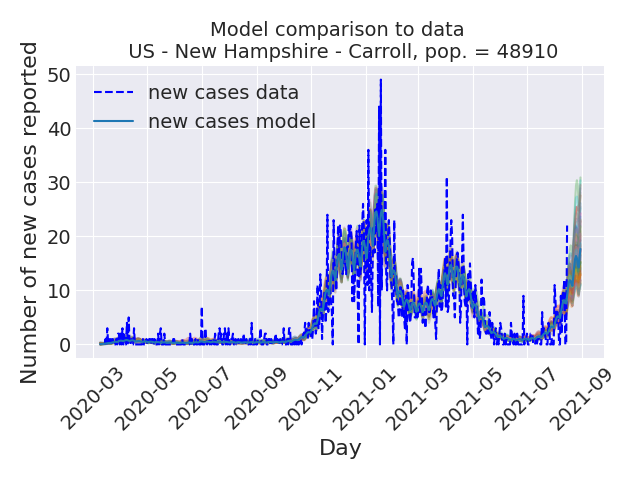 Model comparison to data
US - New Hampshire - Carroll, pop. = 48910
Number of new cases reported
50
40
30
20
10
0
new cases data
new cases model
2020-03
2020-05
2020-07
2020-09
2020-11
2021-01
2021-03
2021-05
2021-07
2021-09
Day